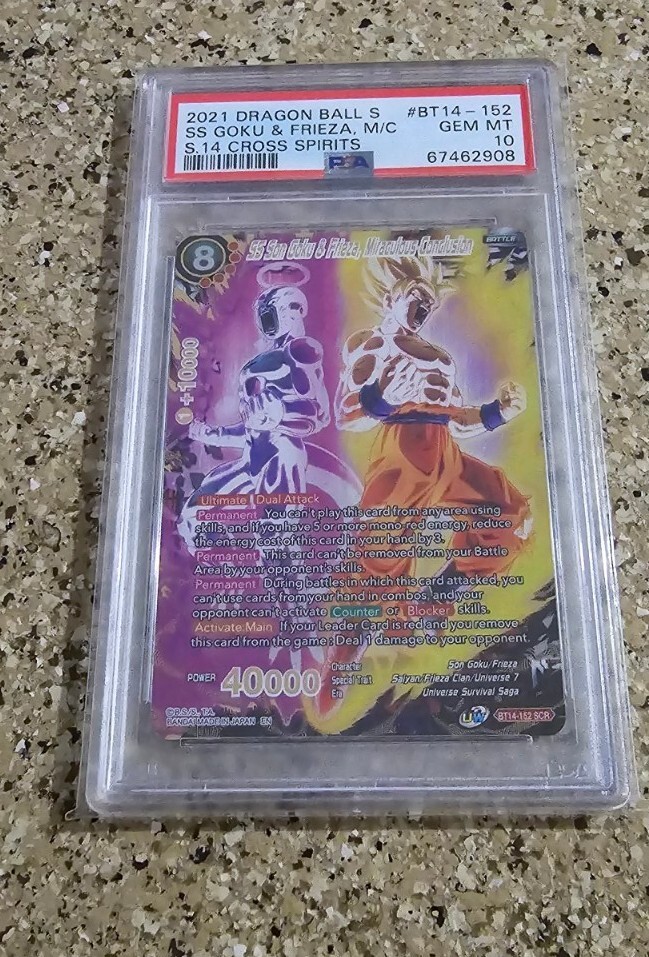 2021 DRAGON BALL S #BT14-152
SS GOKU & FRIEZA, M/C GEM MT
S.14 CROSS SPIRITS 10
PSA 67462908
8 SS Son Goku & Frieza, Miraculous Conclusion BATTLE
1 +10000
Ultimate Dual Attack
Permanent You can't play this card from any area using
skills, and if you have 5 or more mono-red energy, reduce
the energy cost of this card in your hand by 3.
Permanent This card can't be removed from your Battle
Area by your opponent's skills.
Permanent During battles in which this card attacked, you
can't use cards from your hand in combos, and your
opponent can't activate Counter or Blocker skills.
Activate:Main If your Leader Card is red and you remove
this card from the game : Deal 1 damage to your opponent.
POWER 40000
Character Son Goku/Frieza
Special Trait Saiyan/Frieza Clan/Universe 7
Era Universe Survival Saga
©B.S./S., T.A.
BANDAI MADE IN JAPAN EN
UW BT14-152 SCR